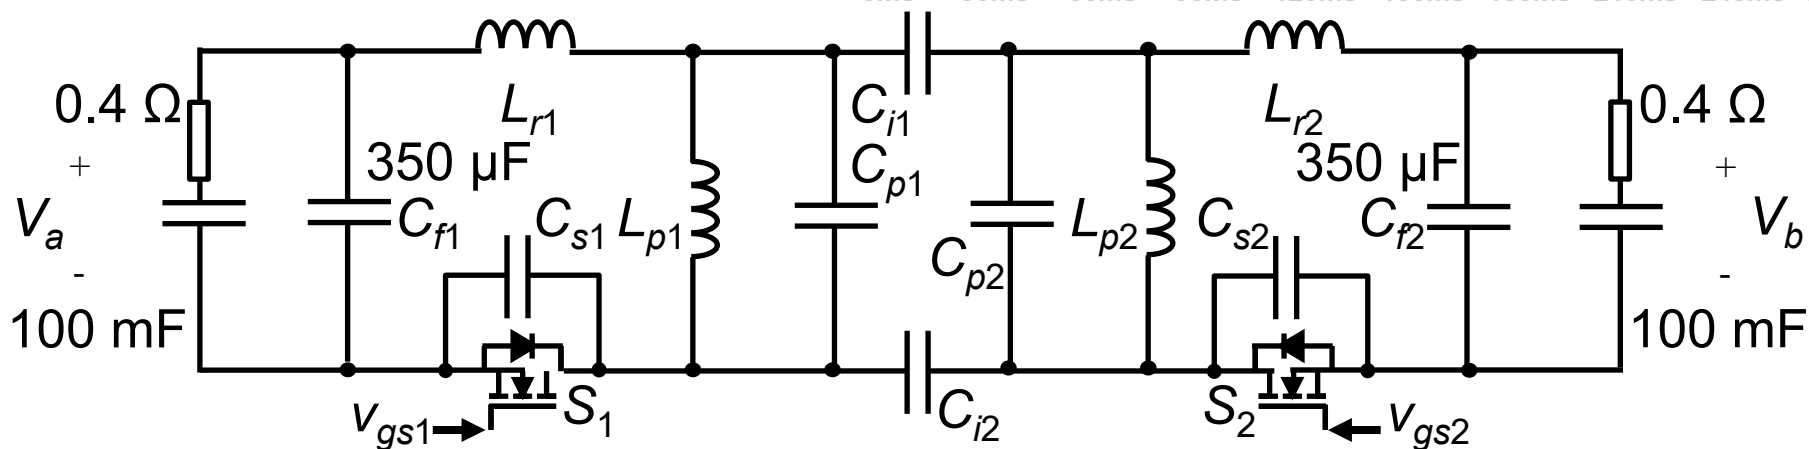 0.4 Ω
+
V_a
-
100 mF
350 μF
C_f1
L_r1
C_s1
L_p1
v_gs1
S_1
C_i1
C_p1
C_p2
C_i2
L_p2
L_r2
350 μF
C_s2
C_f2
S_2
v_gs2
0.4 Ω
+
V_b
-
100 mF